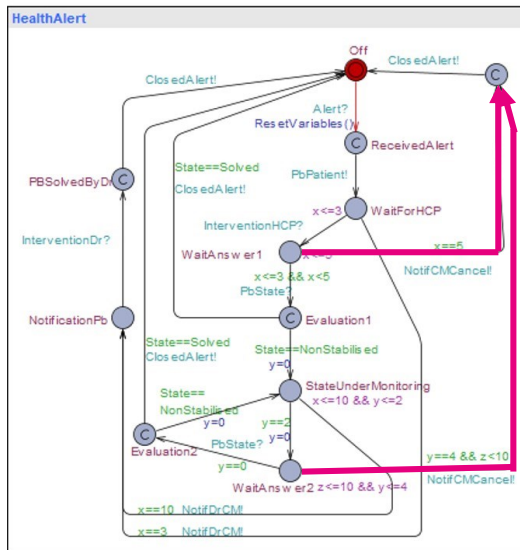 HealthAlert
Off
ClosedAlert!
ClosedAlert!
C
Alert?
ResetVariables()
C
ReceivedAlert
State==Solved
ClosedAlert!
C
PBSolvedByDr
PbPatient!
x<=3
WaitForHCP
InterventionDr?
InterventionHCP?
WaitAnswer1
x<=5
x==5
NotifCMCancel!
x<=3 && x<5
PbState?
NotificationPb
C
Evaluation1
State==Solved
ClosedAlert!
State==NonStabilised
y=0
StateUnderMonitoring
x<=10 && y<=2
State==
NonStabilised
y=0
y==2
y=0
C
Evaluation2
PbState?
y==0
WaitAnswer2
z<=10 && y<=4
y==4 && z<10
NotifCMCancel!
x==10 NotifDrCM!
x==3 NotifDrCM!